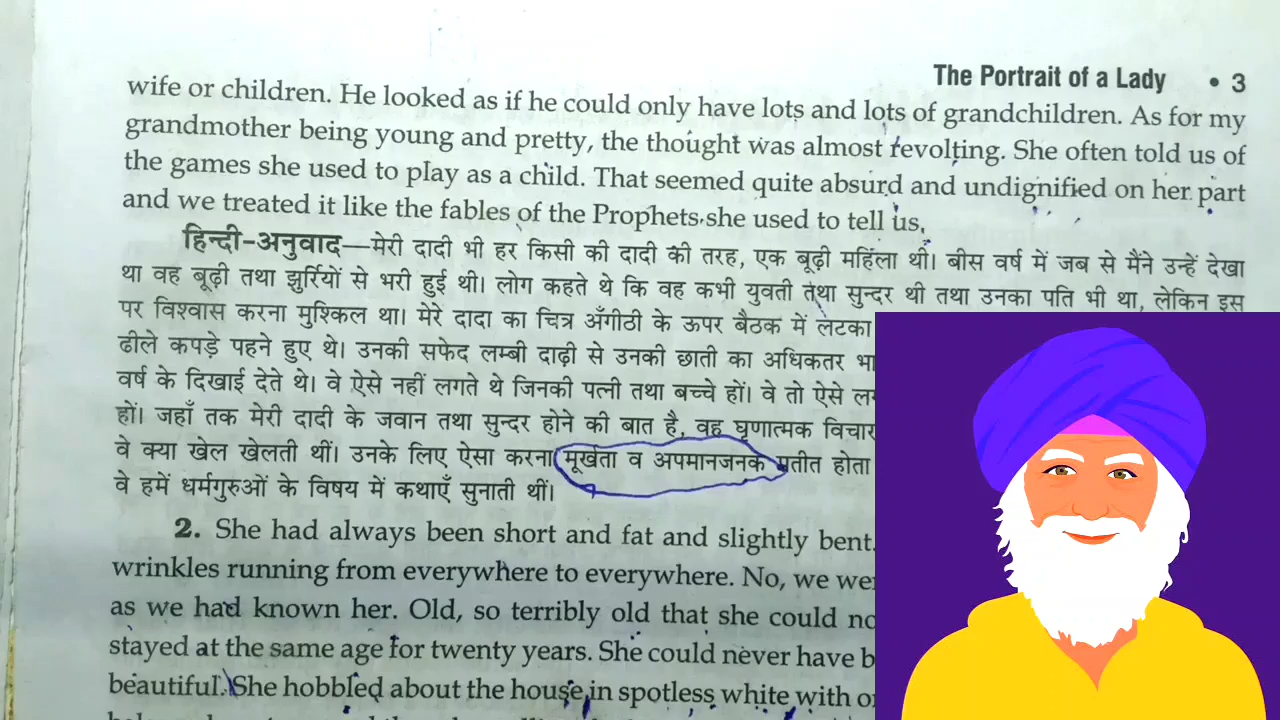 The Portrait of a Lady • 3
wife or children. He looked as if he could only have lots and lots of grandchildren. As for my
grandmother being young and pretty, the thought was almost revolting. She often told us of
the games she used to play as a child. That seemed quite absurd and undignified on her part
and we treated it like the fables of the Prophets she used to tell us.
हिन्दी-अनुवाद—मेरी दादी भी हर किसी की दादी की तरह, एक बूढ़ी महिला थी। बीस वर्ष में जब से मैंने उन्हें देखा
था वह बूढ़ी तथा झुर्रियों से भरी हुई थी। लोग कहते थे कि वह कभी युवती तथा सुन्दर थी तथा उनका पति भी था, लेकिन इस
पर विश्वास करना मुश्किल था। मेरे दादा का चित्र अँगीठी के ऊपर बैठक में लटका
ढीले कपड़े पहने हुए थे। उनकी सफेद लम्बी दाढ़ी से उनकी छाती का अधिकतर भा
वर्ष के दिखाई देते थे। वे ऐसे नहीं लगते थे जिनकी पत्नी तथा बच्चे हों। वे तो ऐसे
हों। जहाँ तक मेरी दादी के जवान तथा सुन्दर होने की बात है, वह घृणात्मक विचार
वे क्या खेल खेलती थीं। उनके लिए ऐसा करना मूर्खता व अपमानजनक प्रतीत होता
वे हमें धर्मगुरुओं के विषय में कथाएँ सुनाती थीं।
2. She had always been short and fat and slightly bent.
wrinkles running from everywhere to everywhere. No, we we
as we had known her. Old, so terribly old that she could no
stayed at the same age for twenty years. She could never have b
beautiful. She hobbled about the house in spotless white with o